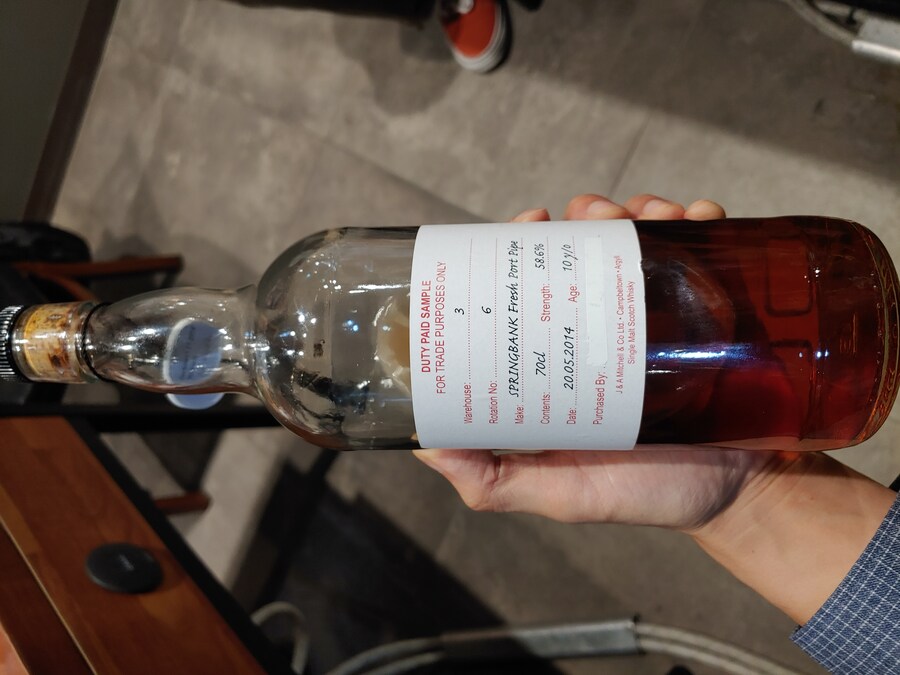 DUTY PAID SAMPLE
FOR TRADE PURPOSES ONLY
Warehouse: 3
Rotation No: 6
Make: SPRINGBANK Fresh Port Pipe
Contents: 70cl Strength: 58.6%
Date: 20.05.2014 Age: 10 y/o
Purchased By:
J & A Mitchell & Co Ltd. • Campbeltown • Argyll
Single Malt Scotch Whisky